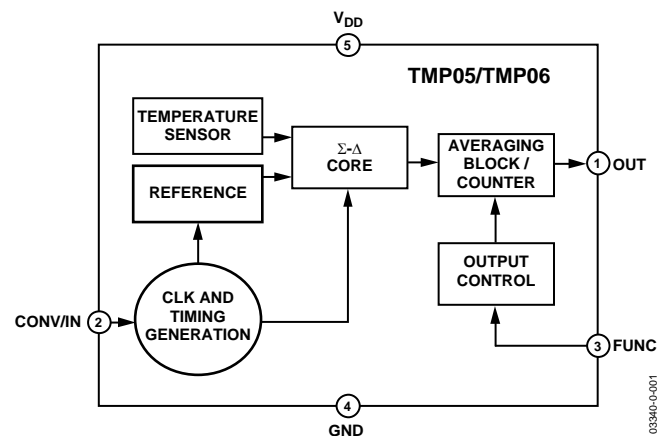 V_DD
5
TMP05/TMP06
TEMPERATURE
SENSOR
Σ-Δ
CORE
AVERAGING
BLOCK /
COUNTER
1
OUT
REFERENCE
OUTPUT
CONTROL
CLK AND
TIMING
GENERATION
CONV/IN
2
3
FUNC
4
GND
03340-0-001